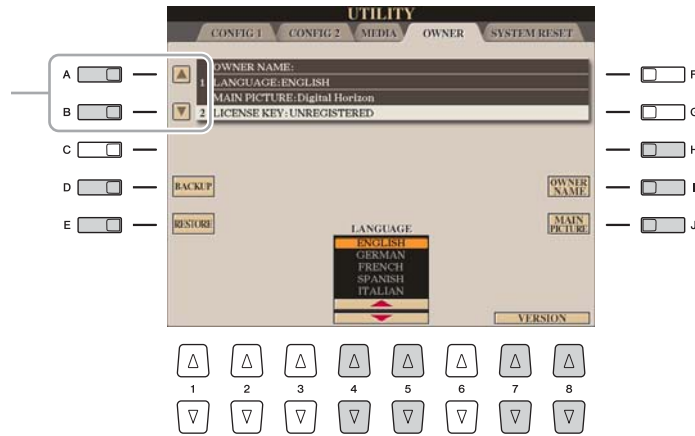 UTILITY
CONFIG 1 CONFIG 2 MEDIA OWNER SYSTEM RESET
OWNER NAME:
1 LANGUAGE:ENGLISH
MAIN PICTURE:Digital Horizon
2 LICENSE KEY:UNREGISTERED
A
B
C
D
E
F
G
H
I
J
BACKUP
OWNER NAME
RESTORE
MAIN PICTURE
LANGUAGE
ENGLISH
GERMAN
FRENCH
SPANISH
ITALIAN
VERSION
1 2 3 4 5 6 7 8